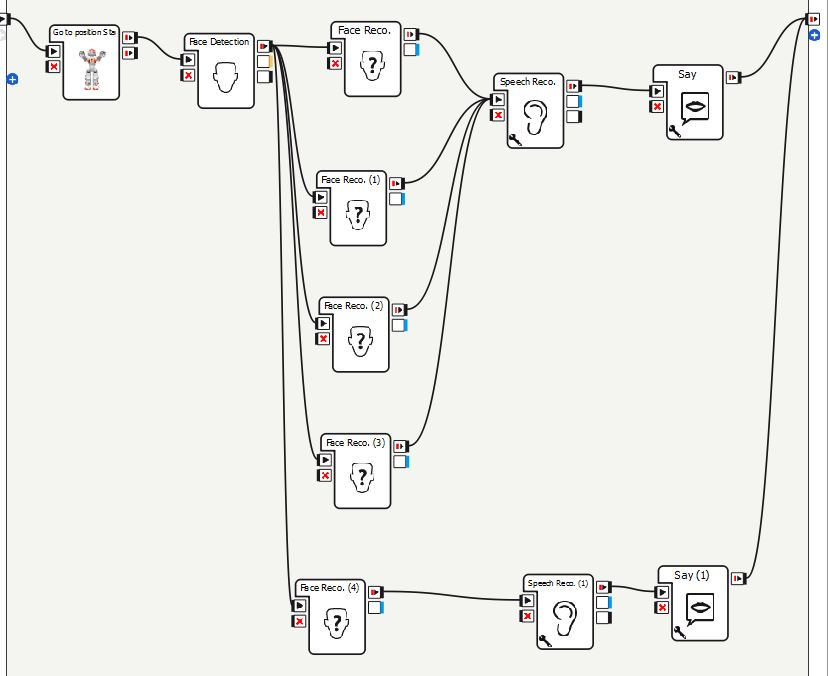 Go to position Sta
Face Detection
Face Reco.
Speech Reco.
Say
Face Reco. (1)
Face Reco. (2)
Face Reco. (3)
Face Reco. (4)
Speech Reco. (1)
Say (1)